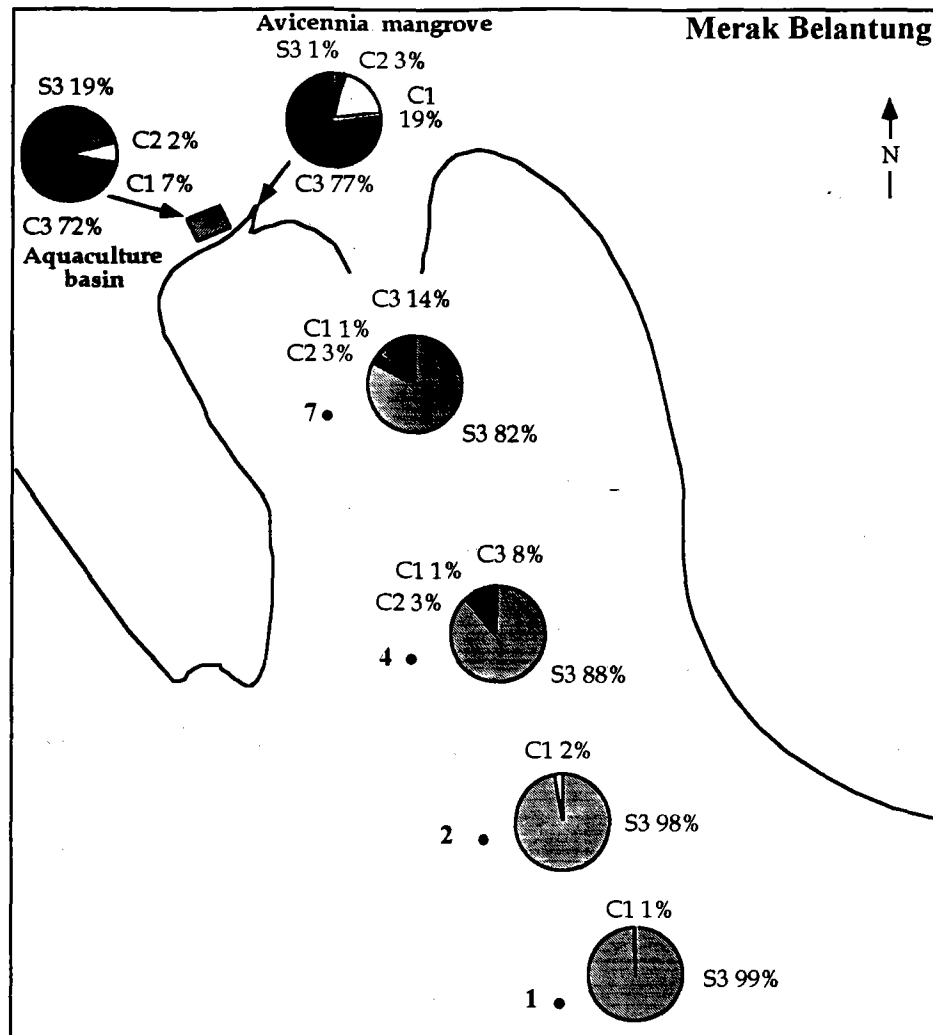 Avicennia mangrove
Merak Belantung
S3 1%
C2 3%
C1
19%
C3 77%
S3 19%
C2 2%
C1 7%
C3 72%
Aquaculture
basin
N
C3 14%
C1 1%
C2 3%
7
S3 82%
C3 8%
C1 1%
C2 3%
4
S3 88%
C1 2%
2
S3 98%
C1 1%
1
S3 99%